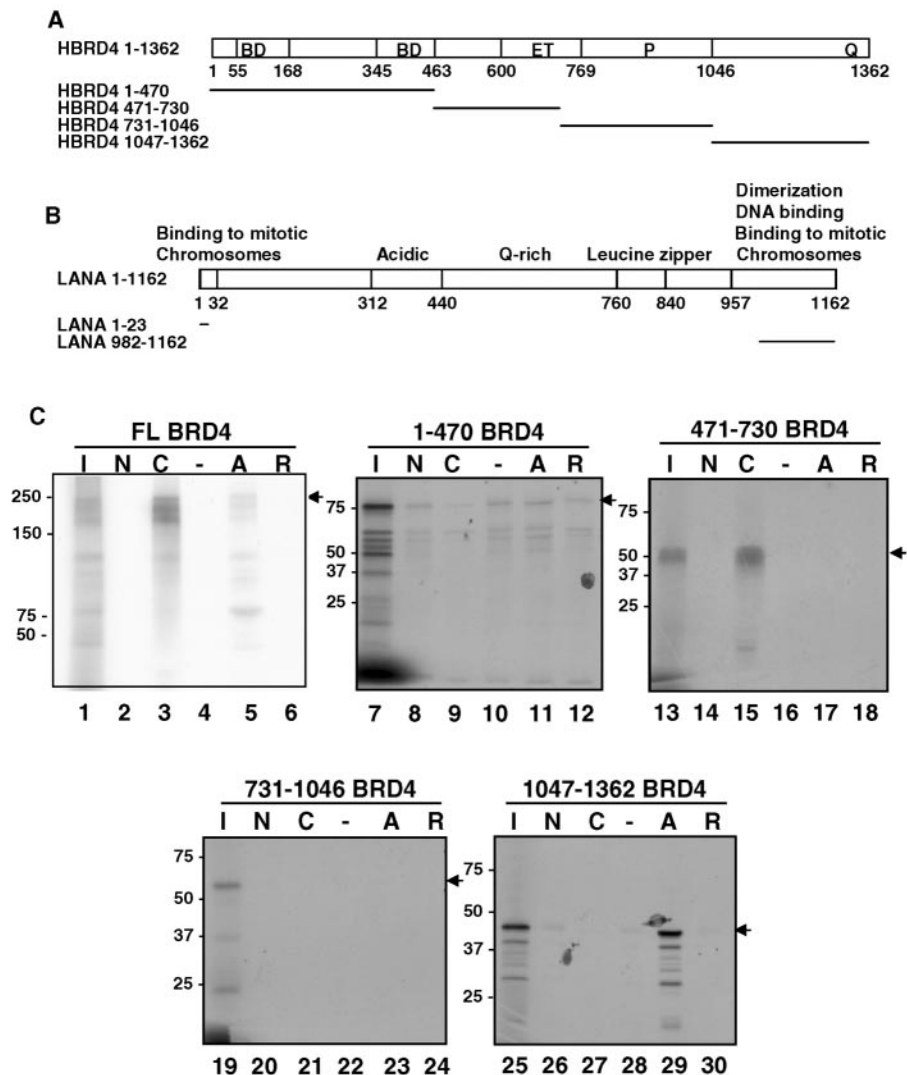 A
HBRD4 1-1362
BD BD ET P Q
1 55 168 345 463 600 769 1046 1362
HBRD4 1-470
HBRD4 471-730
HBRD4 731-1046
HBRD4 1047-1362
B
Dimerization
DNA binding
Binding to mitotic
Chromosomes
Binding to mitotic
Chromosomes
Acidic
Q-rich
Leucine zipper
LANA 1-1162
1 32 312 440 760 840 957 1162
LANA 1-23
LANA 982-1162
C
FL BRD4
I N C - A R
250
150 -
75 -
50 -
1 2 3 4 5 6
1-470 BRD4
I N C - A R
75 -
50 -
37 -
25 -
7 8 9 10 11 12
471-730 BRD4
I N C - A R
75 -
50 -
37 -
25 -
13 14 15 16 17 18
731-1046 BRD4
I N C - A R
75 -
50 -
37 -
25 -
19 20 21 22 23 24
1047-1362 BRD4
I N C - A R
75 -
50 -
37 -
25 -
25 26 27 28 29 30